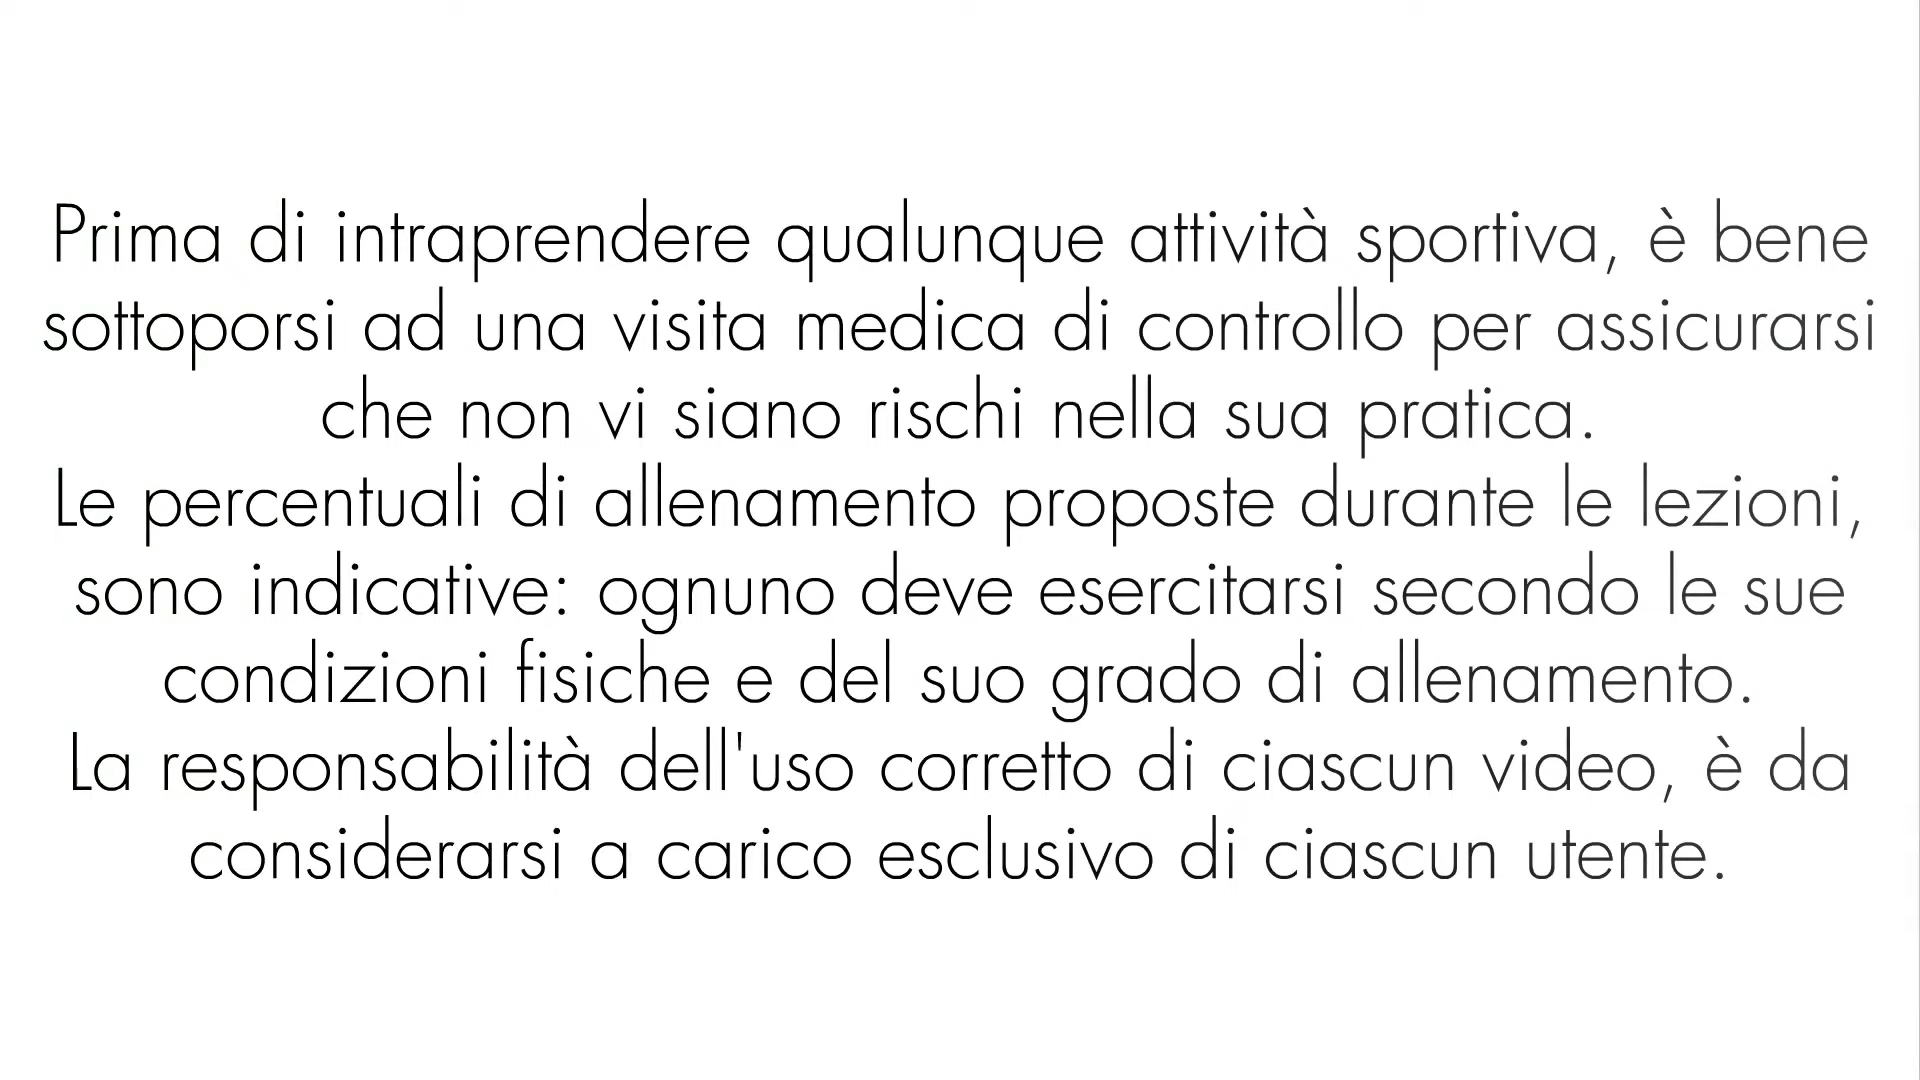 Prima di intraprendere qualunque attività sportiva, è bene
sottoporsi ad una visita medica di controllo per assicurarsi
che non vi siano rischi nella sua pratica.
Le percentuali di allenamento proposte durante le lezioni,
sono indicative: ognuno deve esercitarsi secondo le sue
condizioni fisiche e del suo grado di allenamento.
La responsabilità dell'uso corretto di ciascun video, è da
considerarsi a carico esclusivo di ciascun utente.